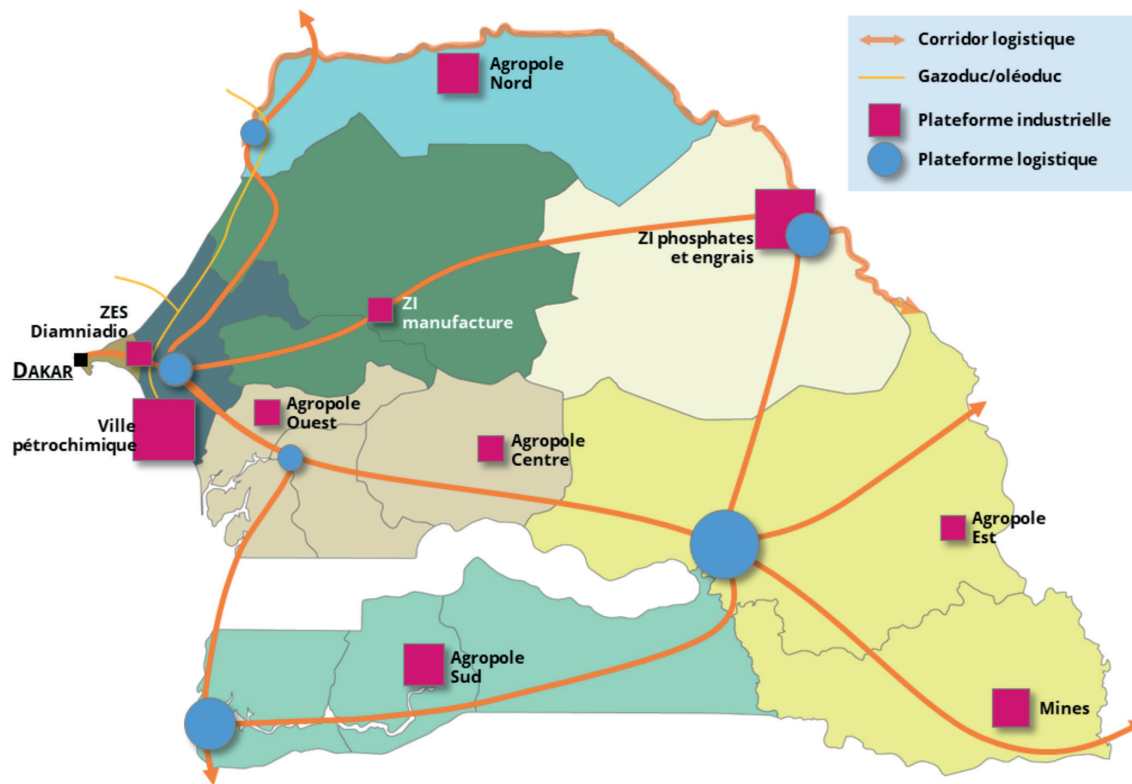 Corridor logistique
Gazoduc/oléoduc
Plateforme industrielle
Plateforme logistique
Agropole
Nord
ZI phosphates
et engrais
ZI
manufacture
ZES
Diamniadio
DAKAR
Ville
pétrochimique
Agropole
Ouest
Agropole
Centre
Agropole
Est
Agropole
Sud
Mines